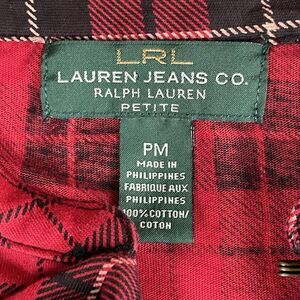 LRL
LAUREN JEANS CO.
RALPH LAUREN
PETITE
PM
MADE IN
PHILIPPINES
FABRIQUE AUX
PHILIPPINES
100% COTTON/
COTON